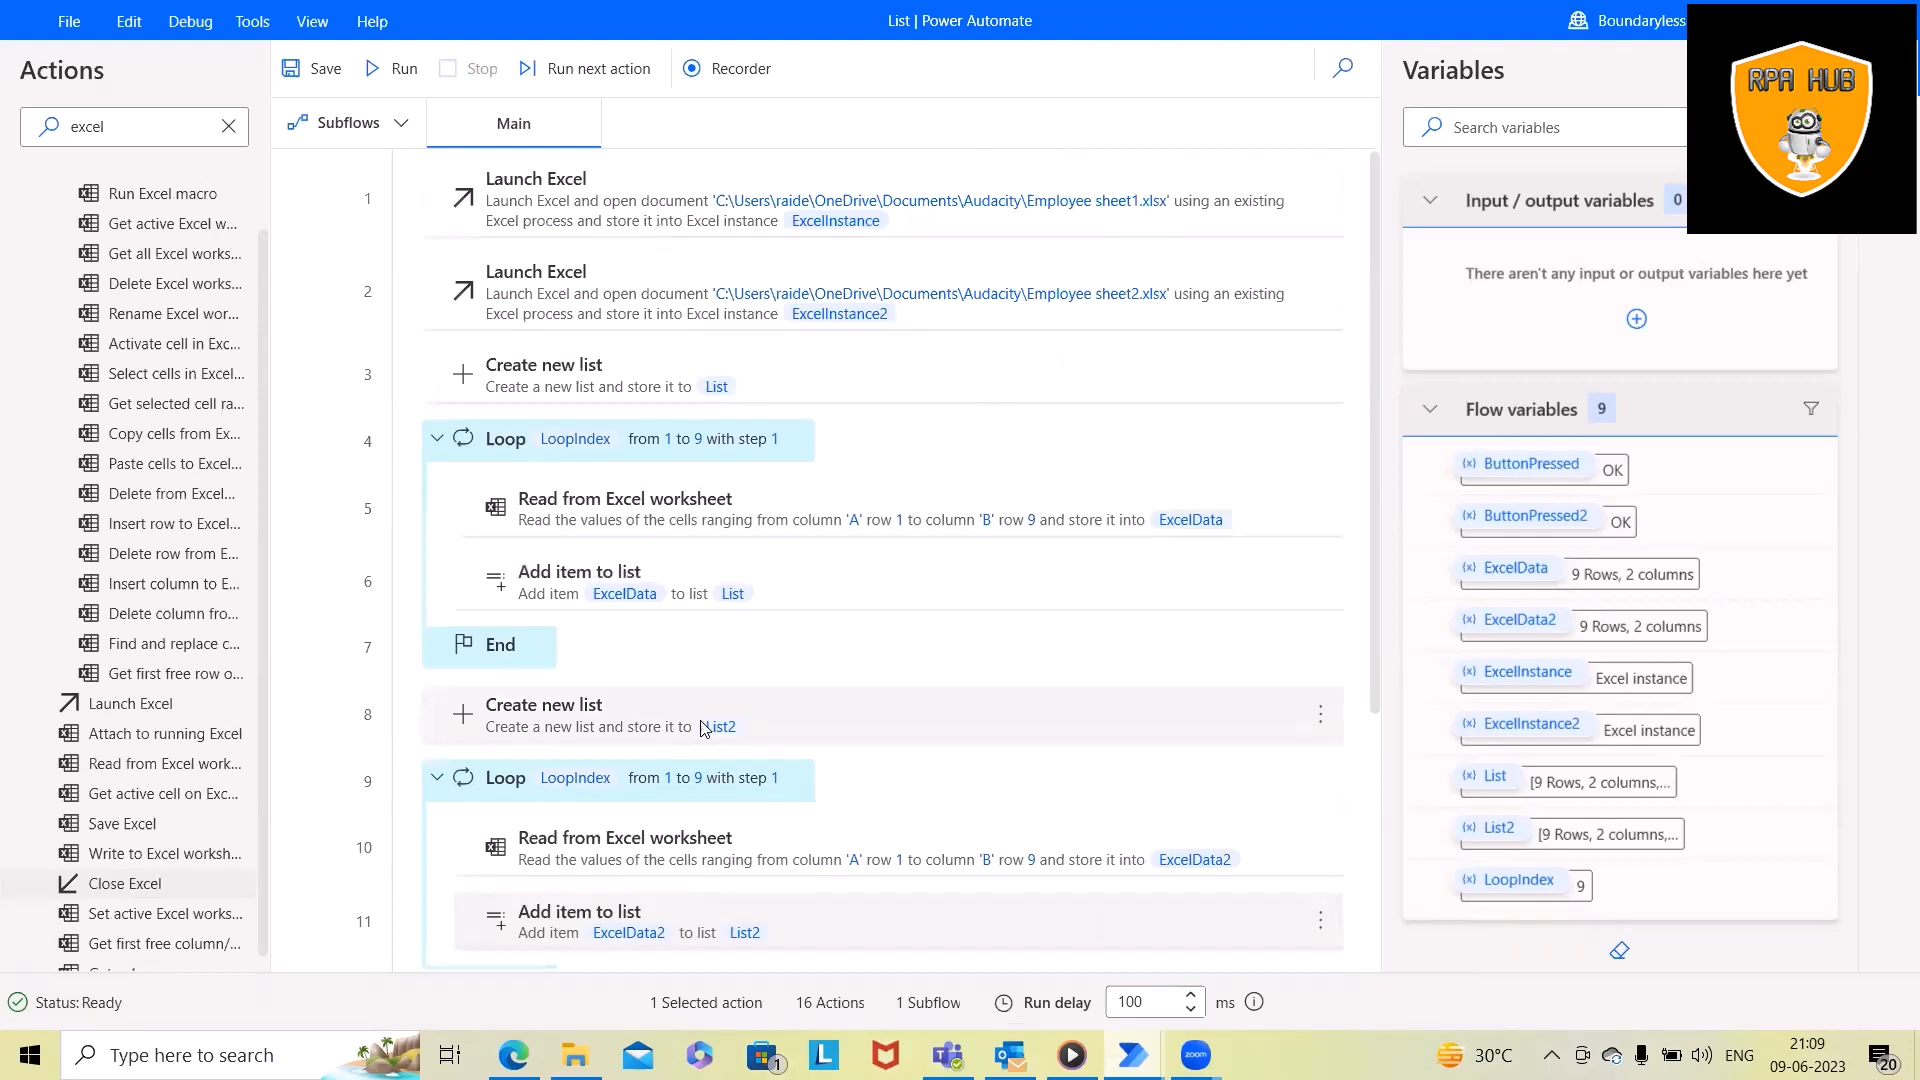 File Edit Debug Tools View Help
List | Power Automate
Boundaryless
RPA HUB
Actions
excel
Run Excel macro
Get active Excel w...
Get all Excel works...
Delete Excel works...
Rename Excel wor...
Activate cell in Exc...
Select cells in Excel...
Get selected cell ra...
Copy cells from Ex...
Paste cells to Excel...
Delete from Excel...
Insert row to Excel...
Delete row from E...
Insert column to E...
Delete column fro...
Find and replace c...
Get first free row o...
Launch Excel
Attach to running Excel
Read from Excel work...
Get active cell on Exc...
Save Excel
Write to Excel worksh...
Close Excel
Set active Excel works...
Get first free column/...
Save Run Stop Run next action Recorder
Subflows Main
1 Launch Excel
Launch Excel and open document 'C:\Users\raide\OneDrive\Documents\Audacity\Employee sheet1.xlsx' using an existing
Excel process and store it into Excel instance ExcelInstance
2 Launch Excel
Launch Excel and open document 'C:\Users\raide\OneDrive\Documents\Audacity\Employee sheet2.xlsx' using an existing
Excel process and store it into Excel instance ExcelInstance2
3 Create new list
Create a new list and store it to List
4 Loop LoopIndex from 1 to 9 with step 1
5 Read from Excel worksheet
Read the values of the cells ranging from column 'A' row 1 to column 'B' row 9 and store it into ExcelData
6 Add item to list
Add item ExcelData to list List
7 End
8 Create new list
Create a new list and store it to List2
9 Loop LoopIndex from 1 to 9 with step 1
10 Read from Excel worksheet
Read the values of the cells ranging from column 'A' row 1 to column 'B' row 9 and store it into ExcelData2
11 Add item to list
Add item ExcelData2 to list List2
Variables
Search variables
Input / output variables 0
There aren't any input or output variables here yet
Flow variables 9
(x) ButtonPressed OK
(x) ButtonPressed2 OK
(x) ExcelData 9 Rows, 2 columns
(x) ExcelData2 9 Rows, 2 columns
(x) ExcelInstance Excel instance
(x) ExcelInstance2 Excel instance
(x) List [9 Rows, 2 columns,...
(x) List2 [9 Rows, 2 columns,...
(x) LoopIndex 9
Status: Ready 1 Selected action 16 Actions 1 Subflow Run delay 100 ms
Type here to search
1
L
zoom
30°C ENG
21:09
09-06-2023
20